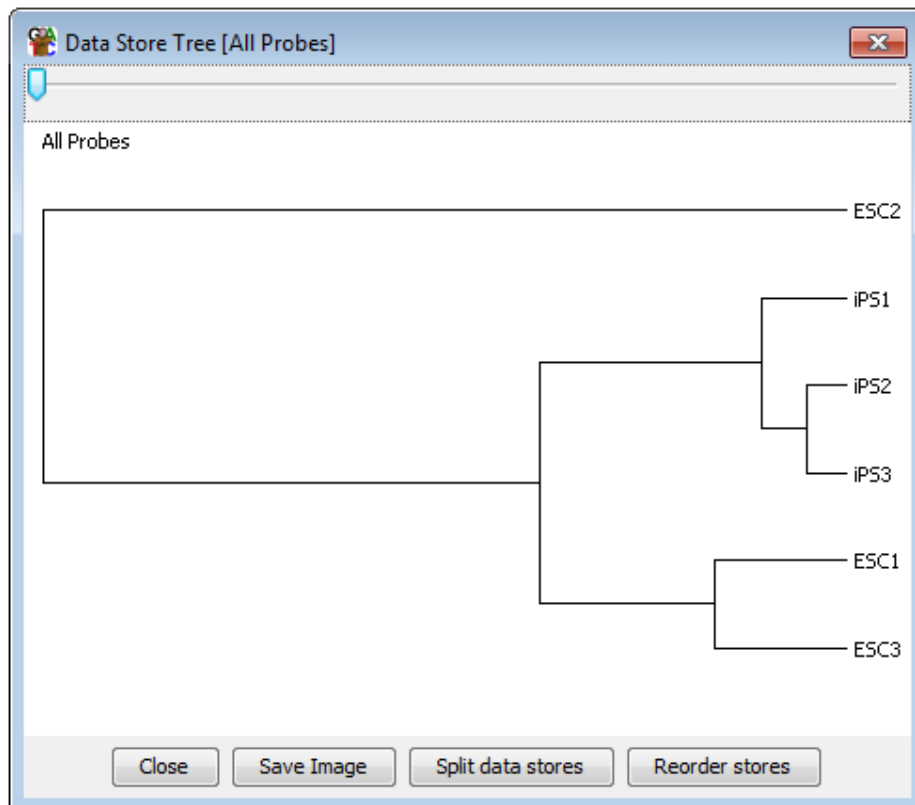 Data Store Tree [All Probes]
All Probes
ESC2
iPS1
iPS2
iPS3
ESC1
ESC3
Close Save Image Split data stores Reorder stores